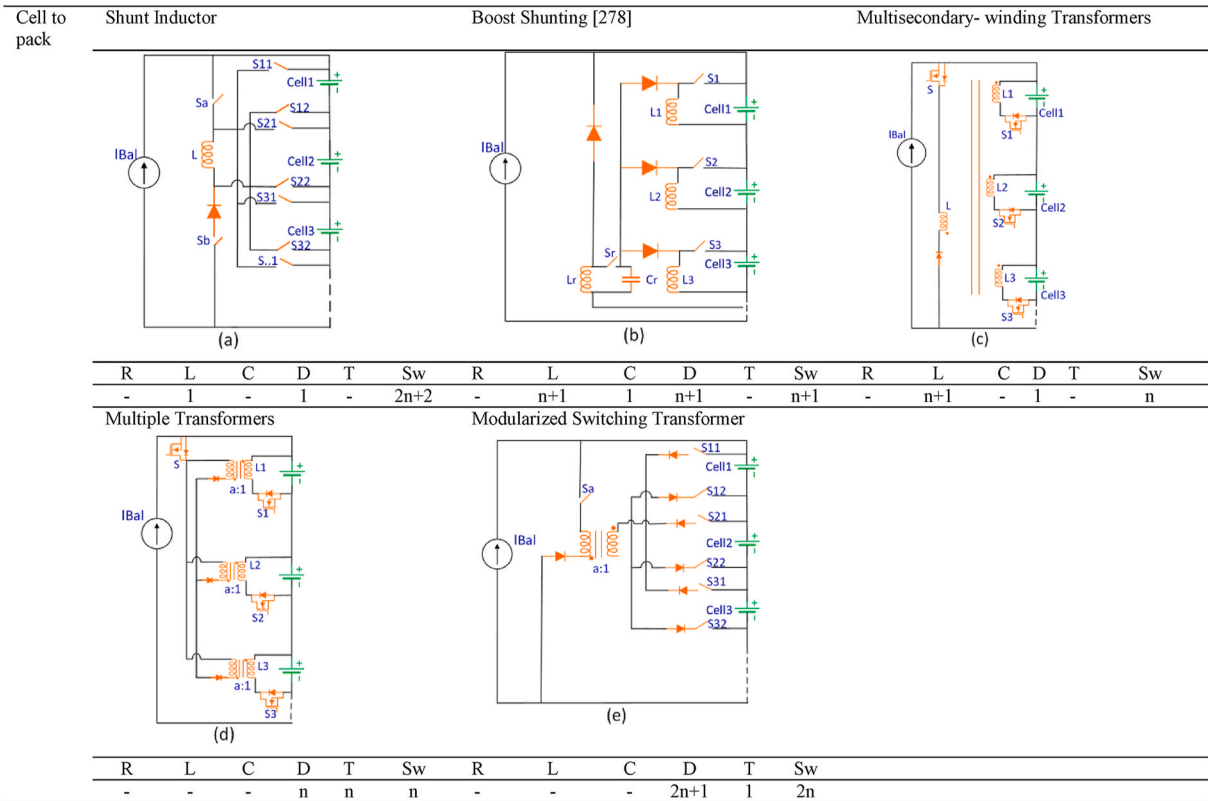 Cell to pack
Shunt Inductor
Boost Shunting [278]
Multisecondary- winding Transformers
S11
Cell1
Sa
S12
S21
L
IBal
Cell2
S22
S31
Sb
Cell3
S32
S..1
(a)
S1
L1
Cell1
IBal
S2
L2
Cell2
S3
Sr
Cell3
Lr
Cr
L3
(b)
S
L1
Cell1
S1
IBal
L2
L
Cell2
S2
L3
Cell3
S3
(c)
R L C D T Sw R L C D T Sw R L C D T Sw
- 1 - 1 - 2n+2 - n+1 1 n+1 - n+1 - n+1 - 1 - n
Multiple Transformers
Modularized Switching Transformer
S
L1
a:1
S1
IBal
L2
a:1
S2
L3
a:1
S3
(d)
S11
Cell1
Sa
S12
S21
IBal
Cell2
a:1
S22
S31
Cell3
S32
(e)
R L C D T Sw R L C D T Sw
- - - n n n - - - 2n+1 1 2n